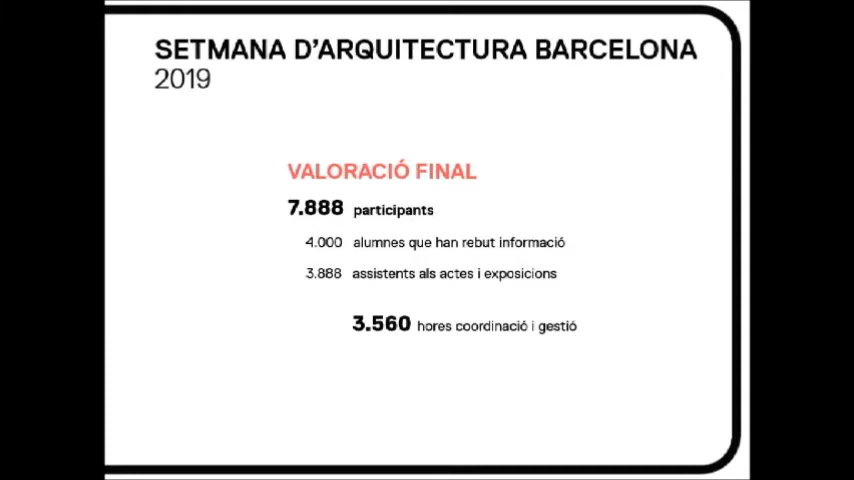 SETMANA D'ARQUITECTURA BARCELONA
2019
VALORACIÓ FINAL
7.888 participants
4.000 alumnes que han rebut informació
3.888 assistents als actes i exposicions
3.560 hores coordinació i gestió